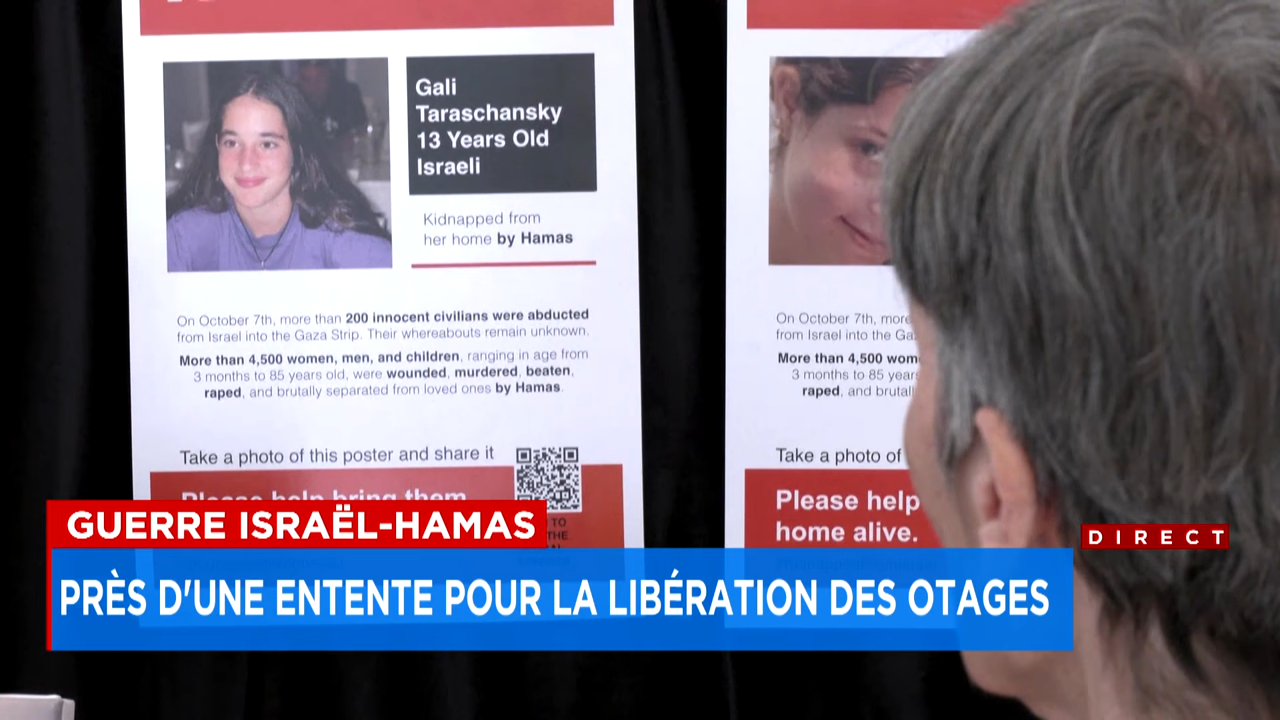 Gali
Taraschansky
13 Years Old
Israeli
Kidnapped from
her home by Hamas
On October 7th, more than 200 innocent civilians were abducted
from Israel into the Gaza Strip. Their whereabouts remain unknown.
More than 4,500 women, men, and children, ranging in age from
3 months to 85 years old, were wounded, murdered, beaten,
raped, and brutally separated from loved ones by Hamas.
Take a photo of this poster and share it
Please help bring them
On October 7th, more
from Israel into the
More than 4,500
3 months to 85 years
raped, and
Take a photo of
Please help
home alive.
GUERRE ISRAËL-HAMAS
DIRECT
PRÈS D'UNE ENTENTE POUR LA LIBÉRATION DES OTAGES